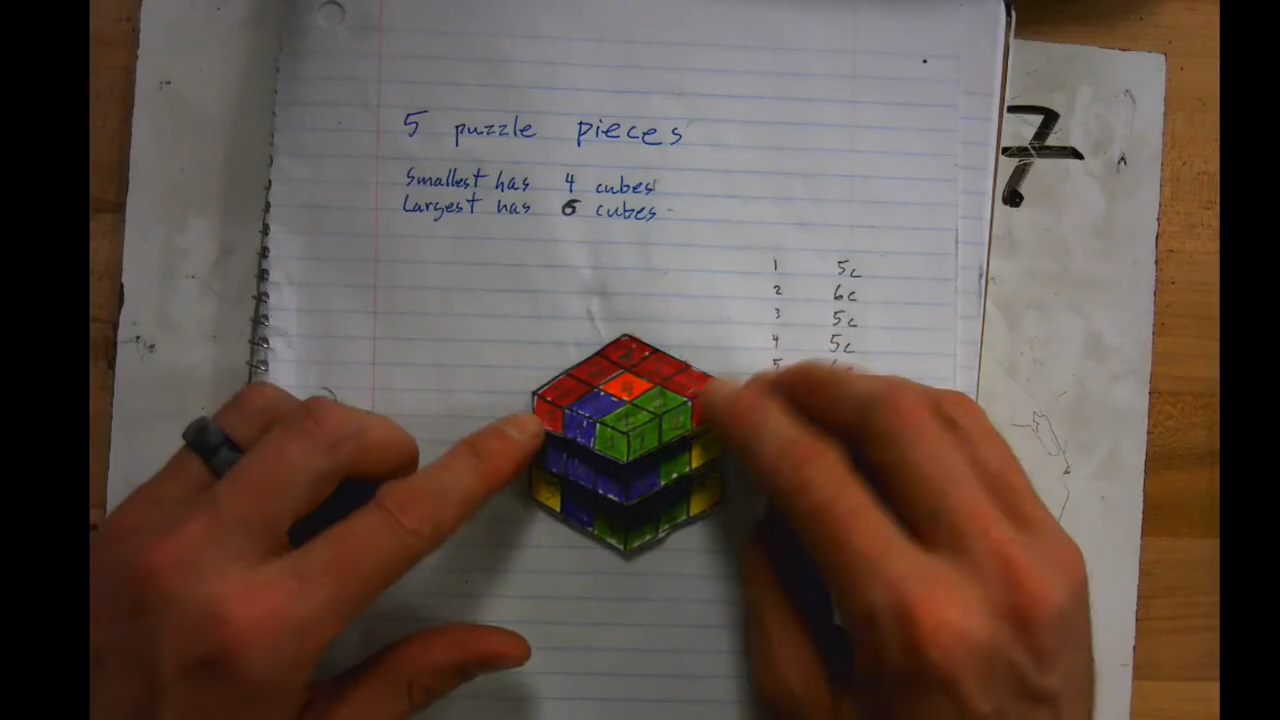 5 puzzle pieces
Smallest has 4 cubes
Largest has 6 cubes
7
1 5c
2 6c
3 5c
4 5c
5